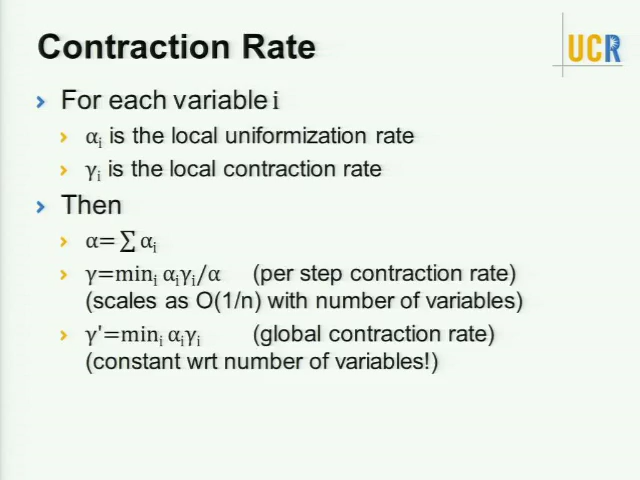 Contraction Rate
UCR
For each variable i
αᵢ is the local uniformization rate
γᵢ is the local contraction rate
Then
α=∑ αᵢ
γ=minᵢ αᵢγᵢ/α (per step contraction rate)
(scales as O(1/n) with number of variables)
γ'=minᵢ αᵢγᵢ (global contraction rate)
(constant wrt number of variables!)